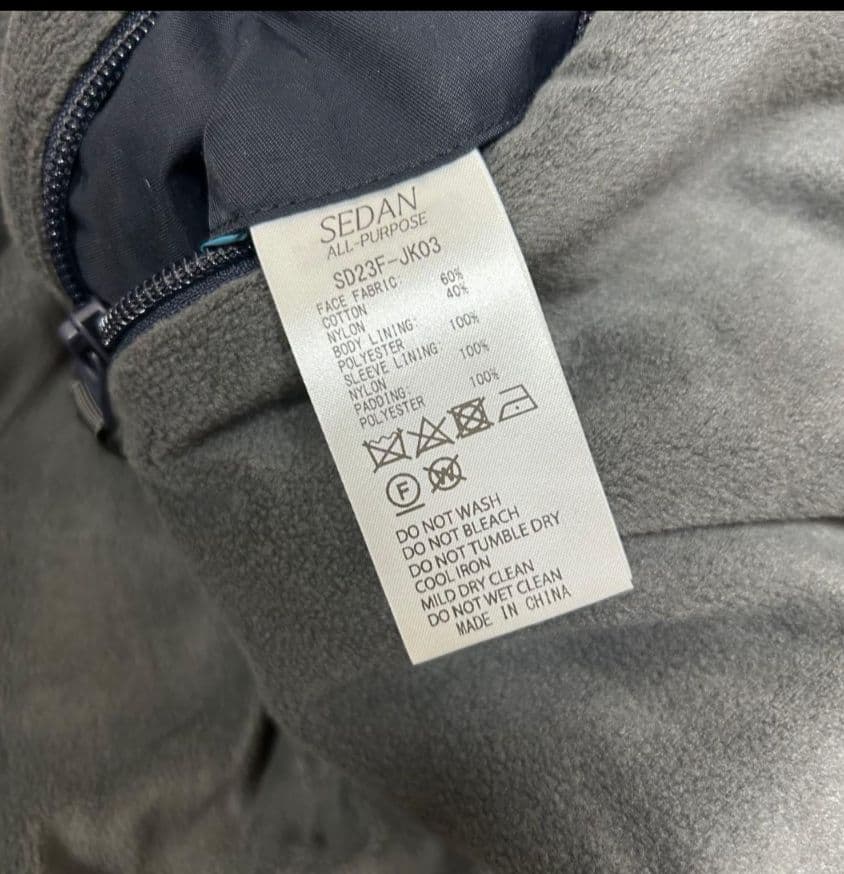 SEDAN
ALL-PURPOSE
SD23F-JK03
FACE FABRIC:
COTTON 60%
NYLON 40%
BODY LINING:
POLYESTER 100%
SLEEVE LINING:
NYLON 100%
PADDING:
POLYESTER 100%
F W
DO NOT WASH
DO NOT BLEACH
DO NOT TUMBLE DRY
COOL IRON
MILD DRY CLEAN
DO NOT WET CLEAN
MADE IN CHINA